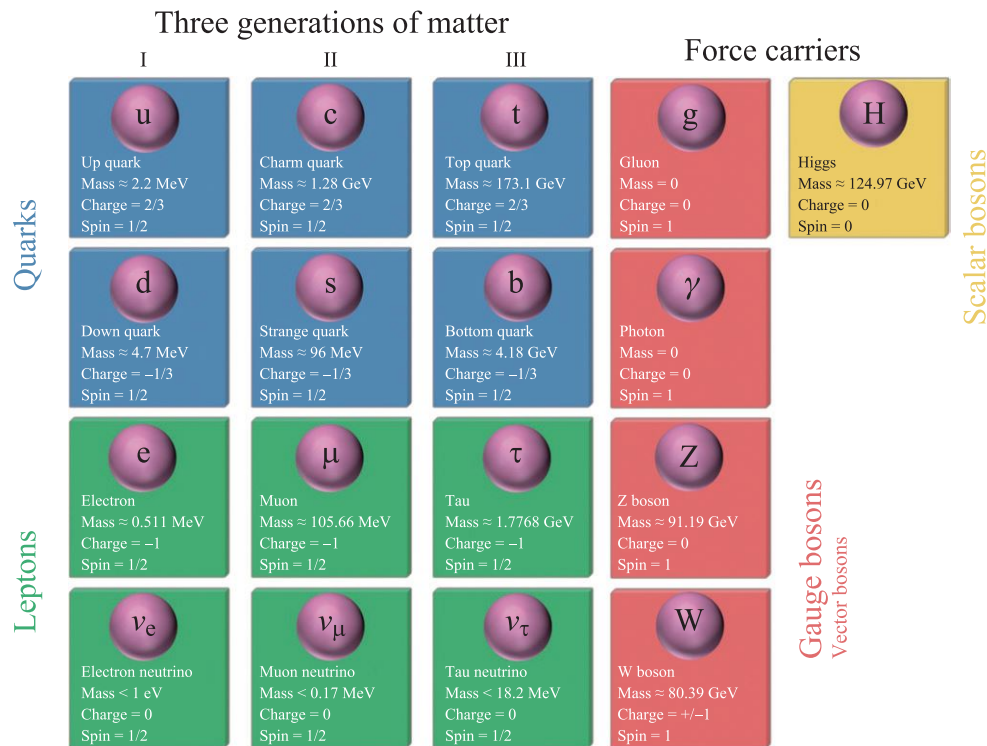 Three generations of matter
I
II
III
Force carriers
Quarks
Leptons
u
Up quark
Mass ≈ 2.2 MeV
Charge = 2/3
Spin = 1/2
c
Charm quark
Mass ≈ 1.28 GeV
Charge = 2/3
Spin = 1/2
t
Top quark
Mass ≈ 173.1 GeV
Charge = 2/3
Spin = 1/2
g
Gluon
Mass = 0
Charge = 0
Spin = 1
H
Higgs
Mass ≈ 124.97 GeV
Charge = 0
Spin = 0
d
Down quark
Mass ≈ 4.7 MeV
Charge = –1/3
Spin = 1/2
s
Strange quark
Mass ≈ 96 MeV
Charge = –1/3
Spin = 1/2
b
Bottom quark
Mass ≈ 4.18 GeV
Charge = –1/3
Spin = 1/2
γ
Photon
Mass = 0
Charge = 0
Spin = 1
e
Electron
Mass ≈ 0.511 MeV
Charge = –1
Spin = 1/2
μ
Muon
Mass ≈ 105.66 MeV
Charge = –1
Spin = 1/2
τ
Tau
Mass ≈ 1.7768 GeV
Charge = –1
Spin = 1/2
Z
Z boson
Mass ≈ 91.19 GeV
Charge = 0
Spin = 1
νe
Electron neutrino
Mass < 1 eV
Charge = 0
Spin = 1/2
νμ
Muon neutrino
Mass < 0.17 MeV
Charge = 0
Spin = 1/2
ντ
Tau neutrino
Mass < 18.2 MeV
Charge = 0
Spin = 1/2
W
W boson
Mass ≈ 80.39 GeV
Charge = +/–1
Spin = 1
Scalar bosons
Gauge bosons
Vector bosons